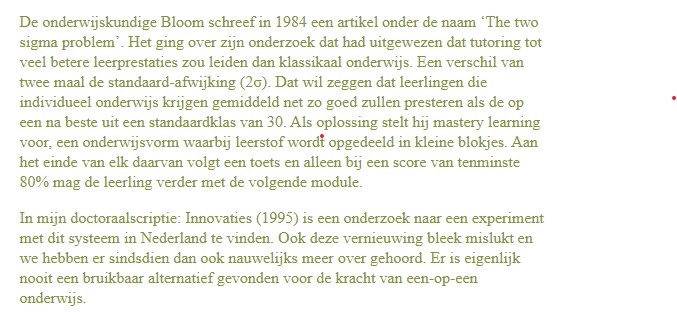 De onderwijskundige Bloom schreef in 1984 een artikel onder de naam ‘The two
sigma problem’. Het ging over zijn onderzoek dat had uitgewezen dat tutoring tot
veel betere leerprestaties zou leiden dan klassikaal onderwijs. Een verschil van
twee maal de standaard-afwijking (2σ). Dat wil zeggen dat leerlingen die
individueel onderwijs krijgen gemiddeld net zo goed zullen presteren als de op
een na beste uit een standaardklas van 30. Als oplossing stelt hij mastery learning
voor, een onderwijsvorm waarbij leerstof wordt opgedeeld in kleine blokjes. Aan
het einde van elk daarvan volgt een toets en alleen bij een score van tenminste
80% mag de leerling verder met de volgende module.
In mijn doctoraalscriptie: Innovaties (1995) is een onderzoek naar een experiment
met dit systeem in Nederland te vinden. Ook deze vernieuwing bleek mislukt en
we hebben er sindsdien dan ook nauwelijks meer over gehoord. Er is eigenlijk
nooit een bruikbaar alternatief gevonden voor de kracht van een-op-een
onderwijs.